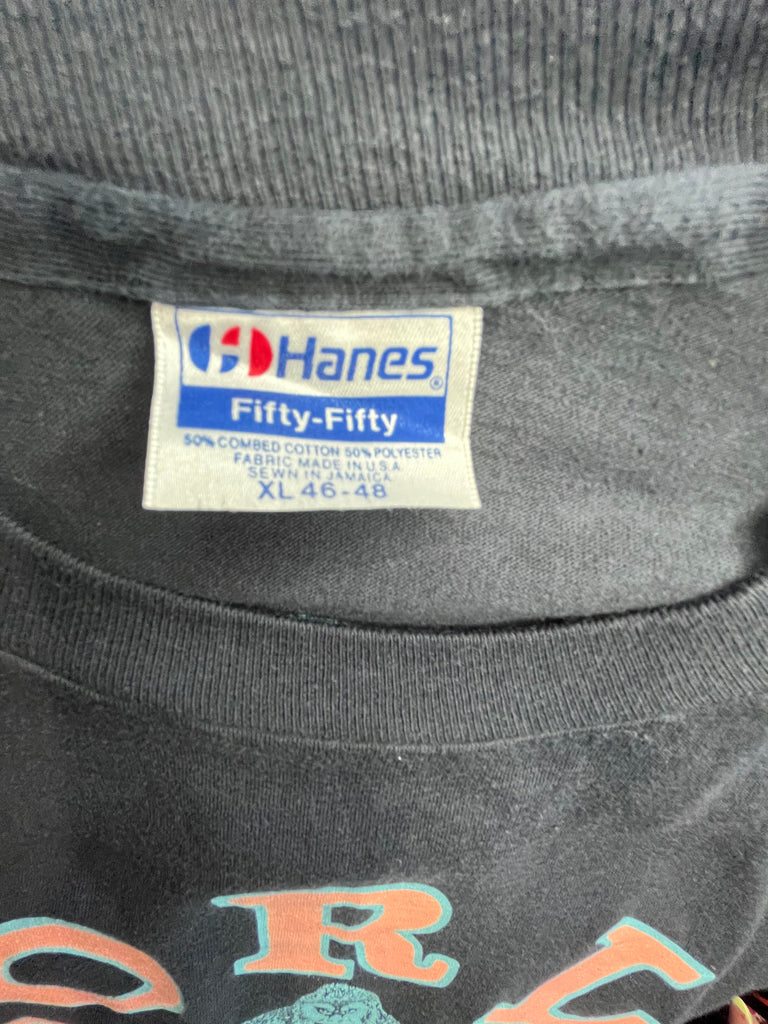 Hanes®
Fifty-Fifty
50% COMBED COTTON 50% POLYESTER
FABRIC MADE IN U.S.A.
SEWN IN JAMAICA
XL 46-48
R